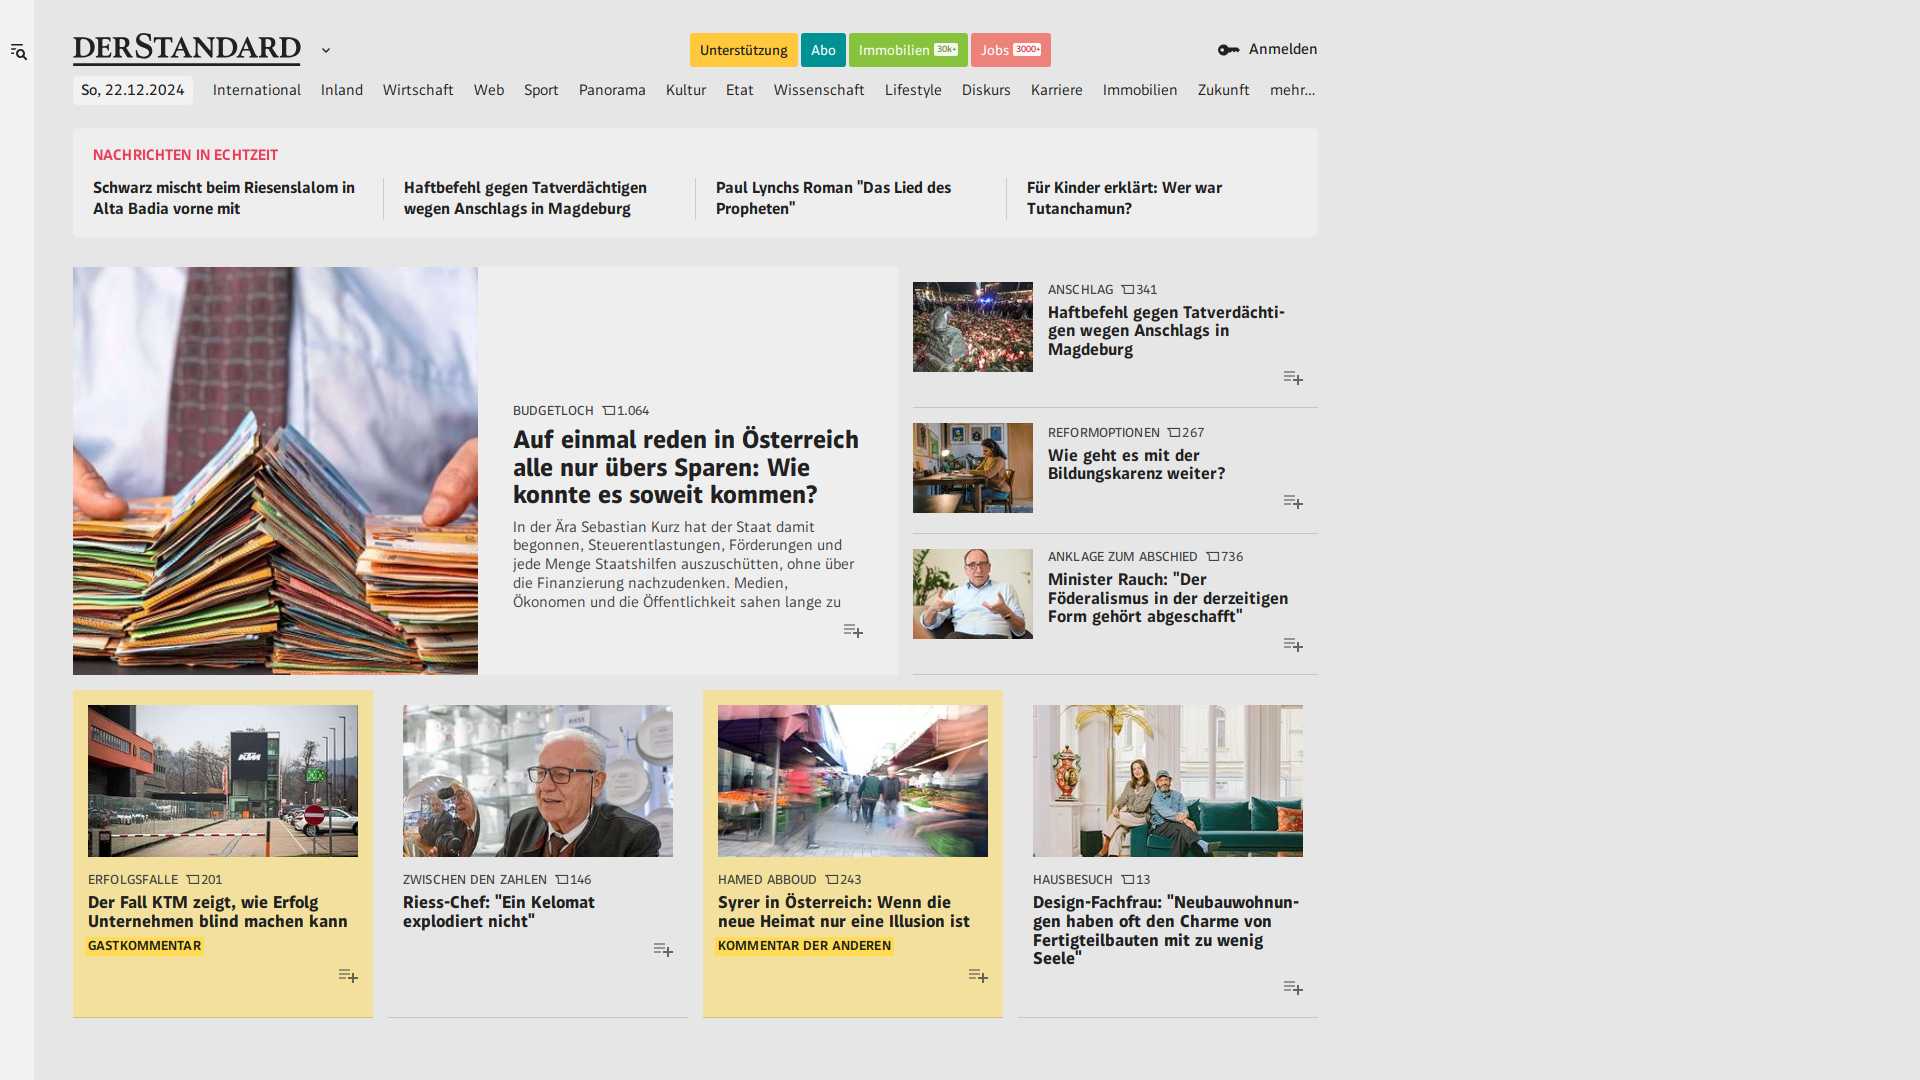 DERSTANDARD
Unterstützung
Abo
Immobilien 30k+
Jobs 3000+
Anmelden
So, 22.12.2024
International
Inland
Wirtschaft
Web
Sport
Panorama
Kultur
Etat
Wissenschaft
Lifestyle
Diskurs
Karriere
Immobilien
Zukunft
mehr…
NACHRICHTEN IN ECHTZEIT
Schwarz mischt beim Riesenslalom in
Alta Badia vorne mit
Haftbefehl gegen Tatverdächtigen
wegen Anschlags in Magdeburg
Paul Lynchs Roman "Das Lied des
Propheten"
Für Kinder erklärt: Wer war
Tutanchamun?
BUDGETLOCH 1.064
Auf einmal reden in Österreich
alle nur übers Sparen: Wie
konnte es soweit kommen?
In der Ära Sebastian Kurz hat der Staat damit
begonnen, Steuerentlastungen, Förderungen und
jede Menge Staatshilfen auszuschütten, ohne über
die Finanzierung nachzudenken. Medien,
Ökonomen und die Öffentlichkeit sahen lange zu
ANSCHLAG 341
Haftbefehl gegen Tatverdächti-
gen wegen Anschlags in
Magdeburg
REFORMOPTIONEN 267
Wie geht es mit der
Bildungskarenz weiter?
ANKLAGE ZUM ABSCHIED 736
Minister Rauch: "Der
Föderalismus in der derzeitigen
Form gehört abgeschafft"
KTM
ERFOLGSFALLE 201
Der Fall KTM zeigt, wie Erfolg
Unternehmen blind machen kann
GASTKOMMENTAR
RIESS
ZWISCHEN DEN ZAHLEN 146
Riess-Chef: "Ein Kelomat
explodiert nicht"
HAMED ABBOUD 243
Syrer in Österreich: Wenn die
neue Heimat nur eine Illusion ist
KOMMENTAR DER ANDEREN
HAUSBESUCH 13
Design-Fachfrau: "Neubauwohnun-
gen haben oft den Charme von
Fertigteilbauten mit zu wenig
Seele"